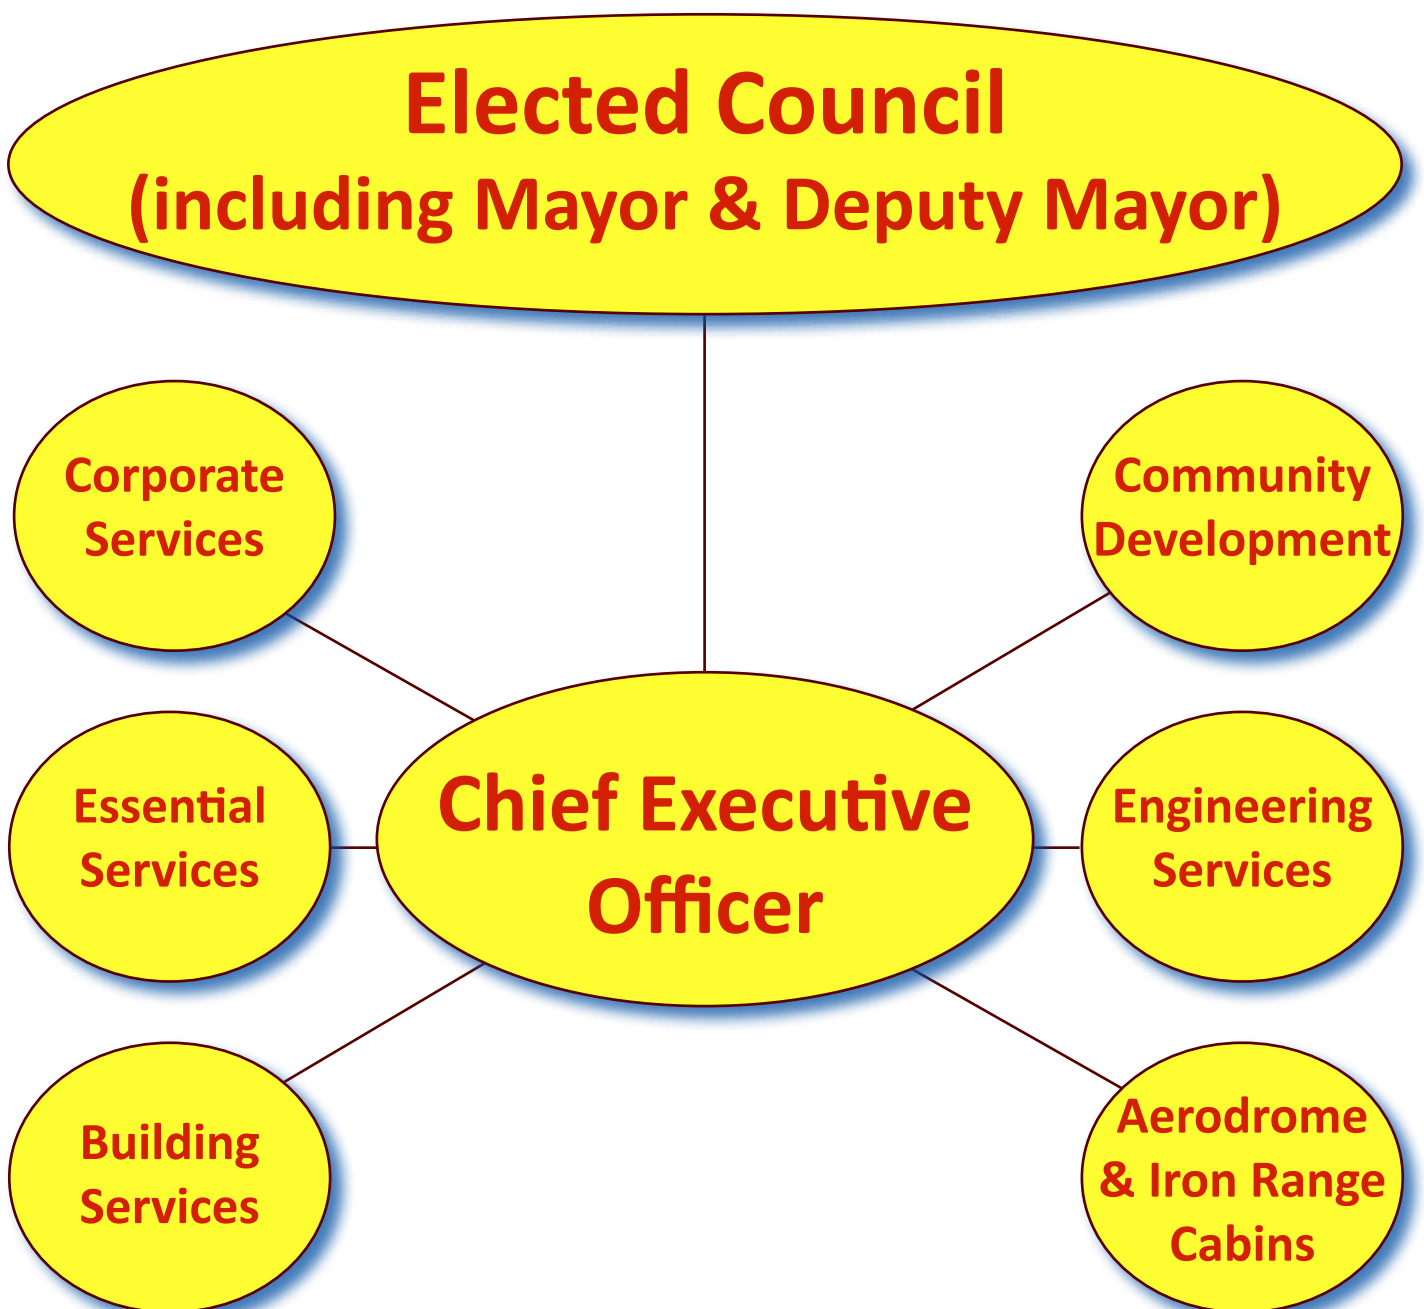 Elected Council
(including Mayor & Deputy Mayor)
Corporate
Services
Community
Development
Essential
Services
Chief Executive
Officer
Engineering
Services
Building
Services
Aerodrome
& Iron Range
Cabins